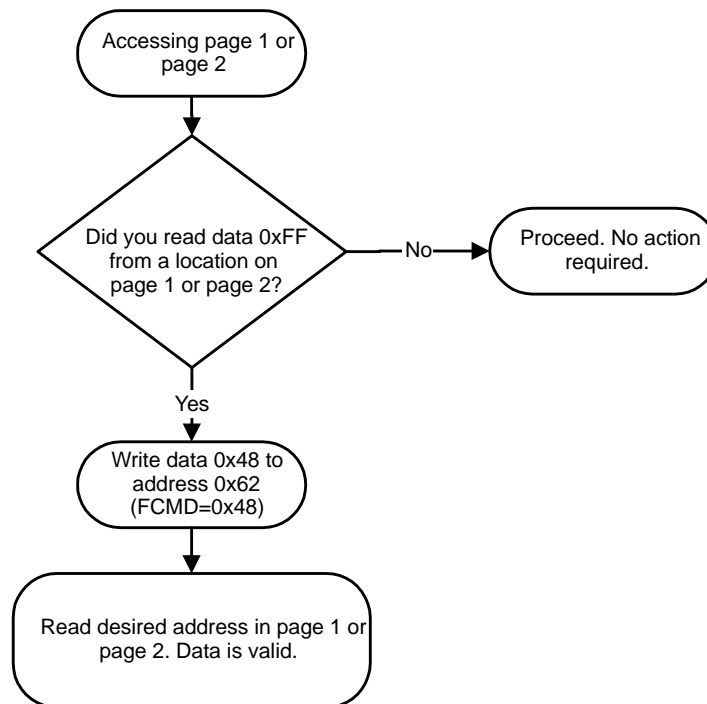 Accessing page 1 or
page 2
Did you read data 0xFF
from a location on
page 1 or page 2?
No
Proceed. No action
required.
Yes
Write data 0x48 to
address 0x62
(FCMD=0x48)
Read desired address in page 1 or
page 2. Data is valid.